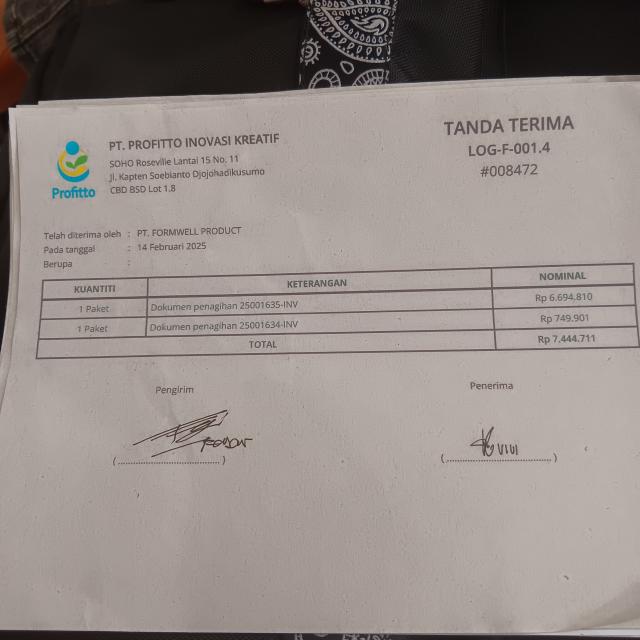 Profitto
PT. PROFITTO INOVASI KREATIF
SOHO Roseville Lantai 15 No. 11
Jl. Kapten Soebianto Djojohadikusumo
CBD BSD Lot 1.8
TANDA TERIMA
LOG-F-001.4
#008472
Telah diterima oleh : PT. FORMWELL PRODUCT
Pada tanggal : 14 Februari 2025
Berupa :
KUANTITI KETERANGAN NOMINAL
1 Paket Dokumen penagihan 25001635-INV Rp 6.694.810
1 Paket Dokumen penagihan 25001634-INV Rp 749.901
TOTAL Rp 7.444.711
Pengirim Penerima
Vivi
(....................................) (....................................)